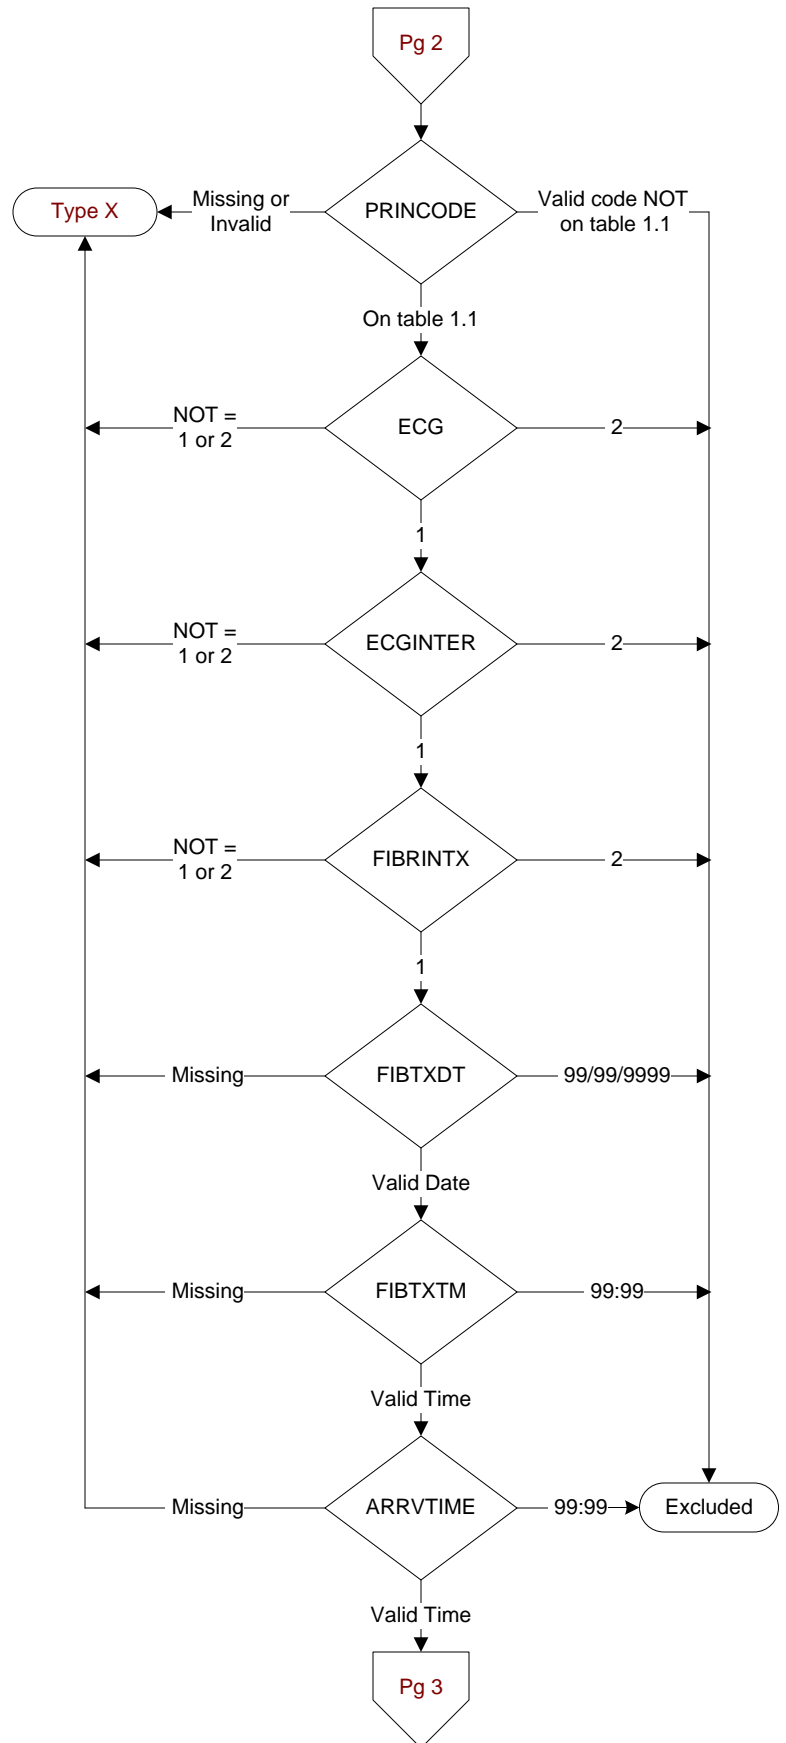 Pg 2
Type X
Missing or
Invalid
PRINCODE
Valid code NOT
on table 1.1
On table 1.1
NOT =
1 or 2
ECG
2
1
NOT =
1 or 2
ECGINTER
2
1
NOT =
1 or 2
FIBRINTX
2
1
Missing
FIBTXDT
99/99/9999
Valid Date
Missing
FIBTXTM
99:99
Valid Time
Missing
ARRVTIME
99:99
Excluded
Valid Time
Pg 3